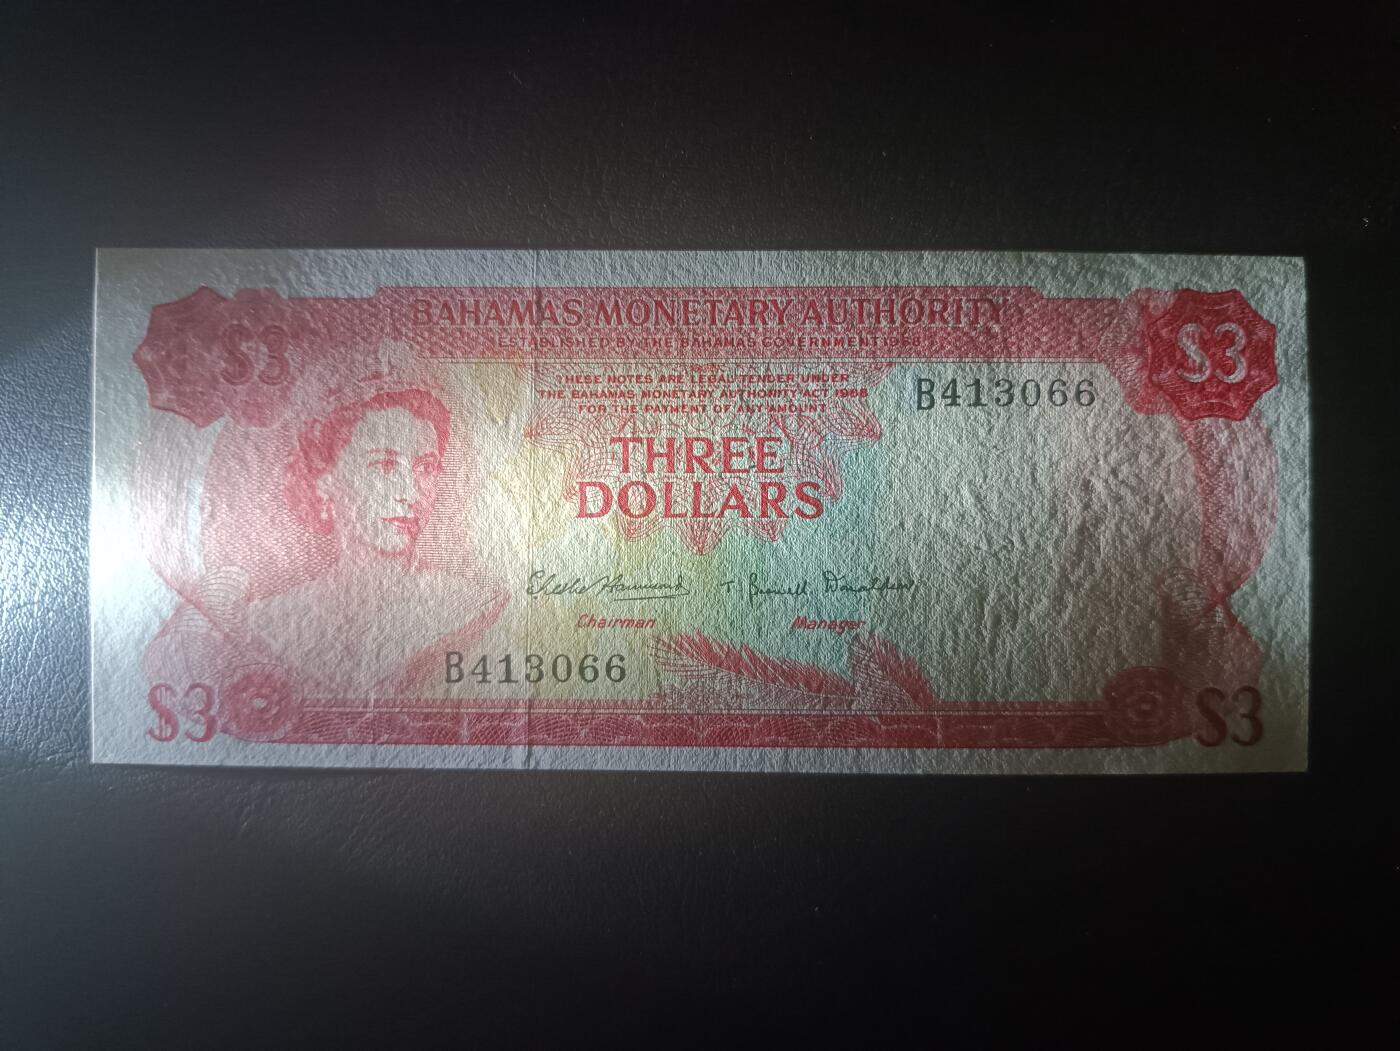 BAHAMAS MONETARY AUTHORITY
ESTABLISHED BY THE BAHAMAS GOVERNMENT 1968
$3
$3
THESE NOTES ARE LEGAL TENDER UNDER
THE BAHAMAS MONETARY AUTHORITY ACT 1968
FOR THE PAYMENT OF ANY AMOUNT
B413066
THREE
DOLLARS
Chairman
Manager
B413066
$3
$3